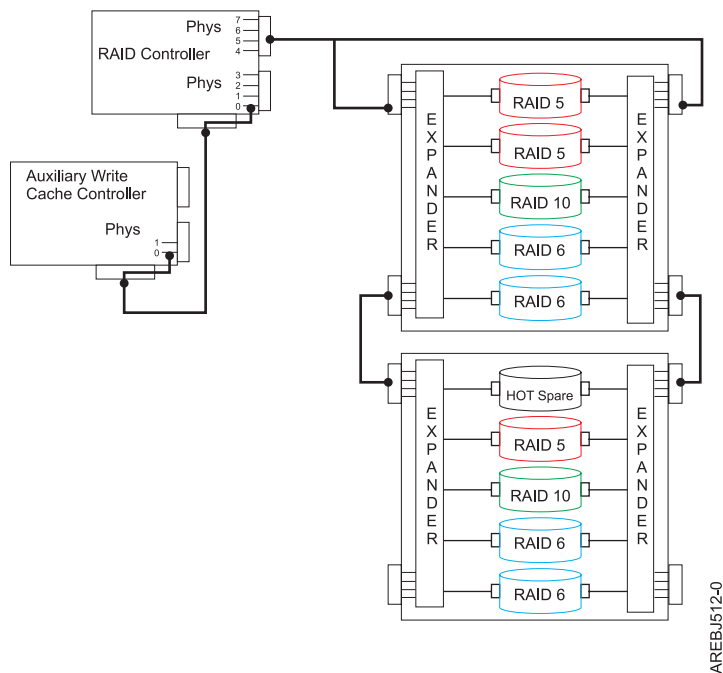 Phys
7
6
5
4
RAID Controller
Phys
3
2
1
0
Auxiliary Write
Cache Controller
Phys
1
0
EXPANDER
RAID 5
RAID 5
RAID 10
RAID 6
RAID 6
EXPANDER
EXPANDER
HOT Spare
RAID 5
RAID 10
RAID 6
RAID 6
EXPANDER
AREBJ512-0